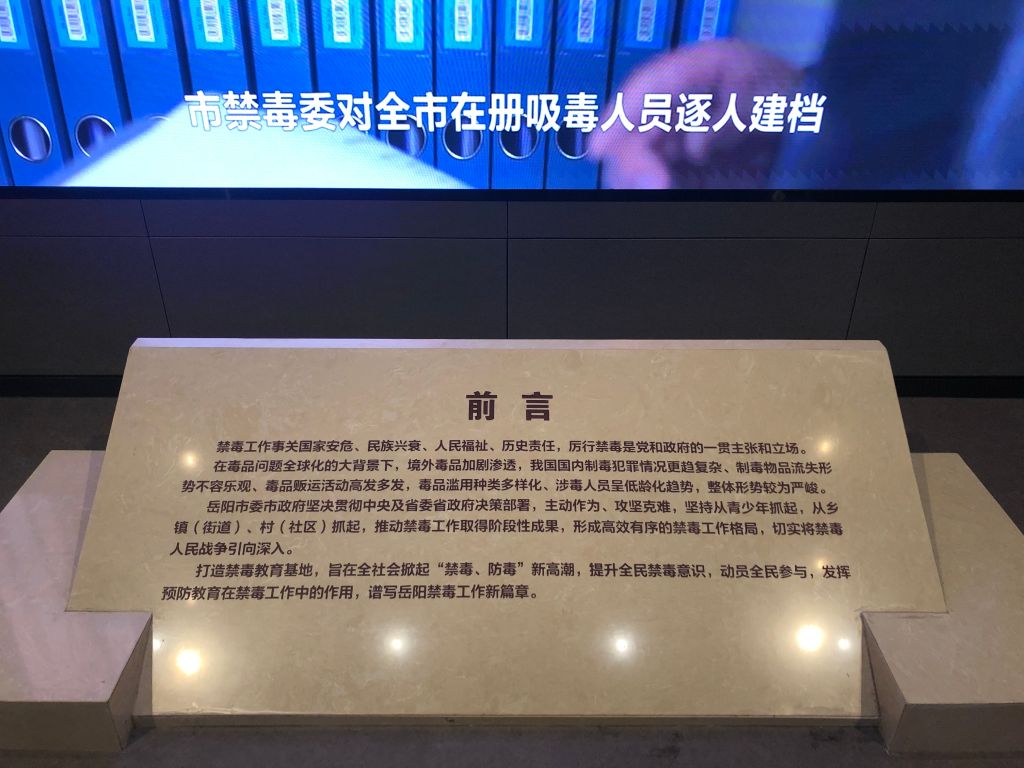 市禁毒委对全市在册吸毒人员逐人建档
前言
禁毒工作事关国家安危、民族兴衰、人民福祉、历史责任，厉行禁毒是党和政府的一贯主张和立场。
在毒品问题全球化的大背景下，境外毒品加剧渗透，我国国内制毒犯罪情况更趋复杂、制毒物品流失形
势不容乐观、毒品贩运活动高发多发，毒品滥用种类多样化、涉毒人员呈低龄化趋势，整体形势较为严峻。
岳阳市委市政府坚决贯彻中央及省委省政府决策部署，主动作为、攻坚克难，坚持从青少年抓起，从乡
镇（街道）、村（社区）抓起，推动禁毒工作取得阶段性成果，形成高效有序的禁毒工作格局，切实将禁毒
人民战争引向深入。
打造禁毒教育基地，旨在全社会掀起“禁毒、防毒”新高潮，提升全民禁毒意识，动员全民参与，发挥
预防教育在禁毒工作中的作用，谱写岳阳禁毒工作新篇章。